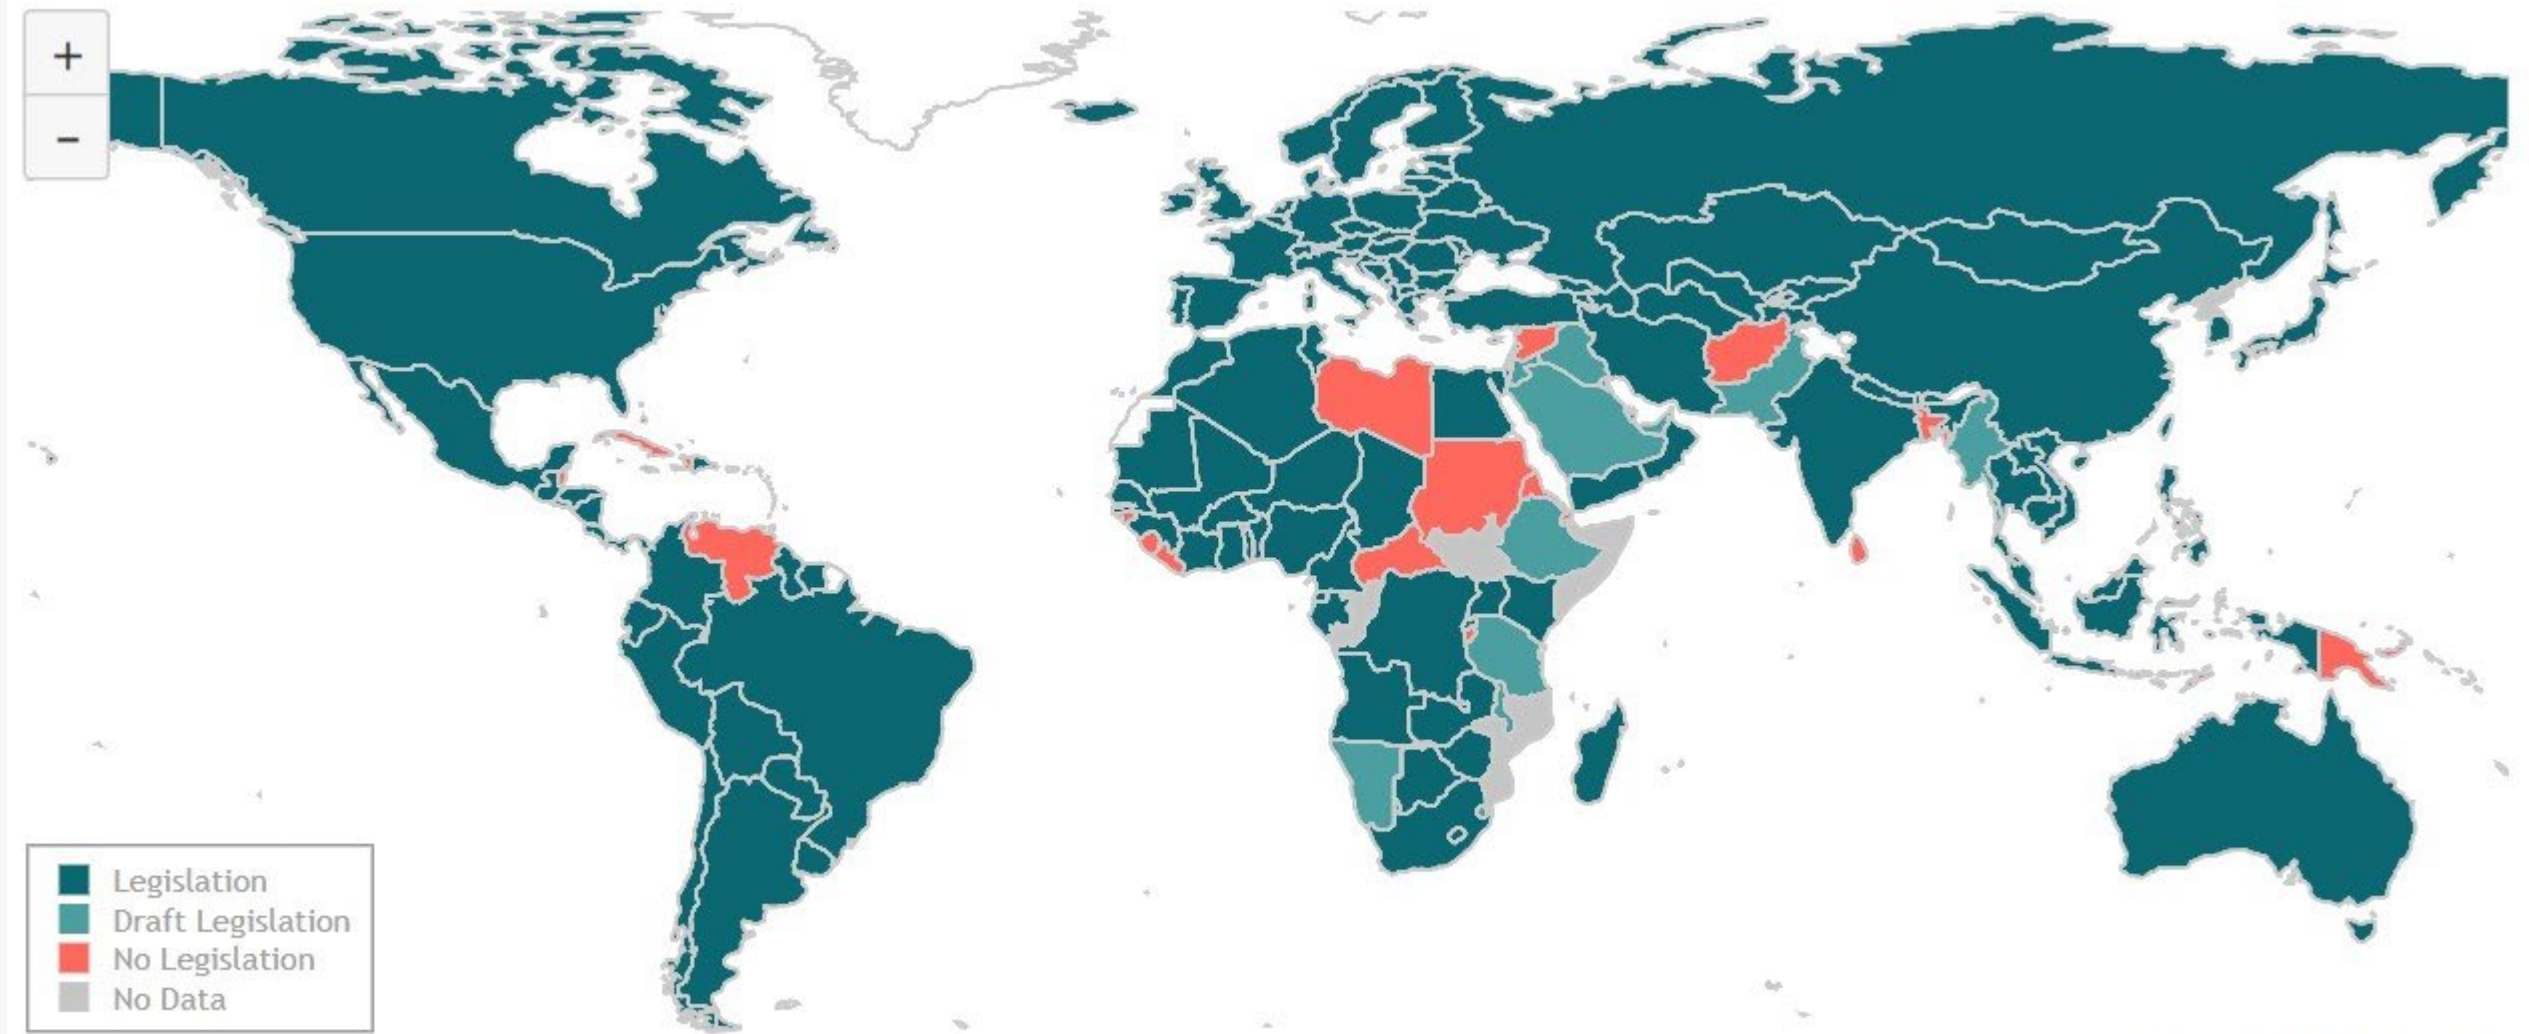 +
−
Legislation
Draft Legislation
No Legislation
No Data